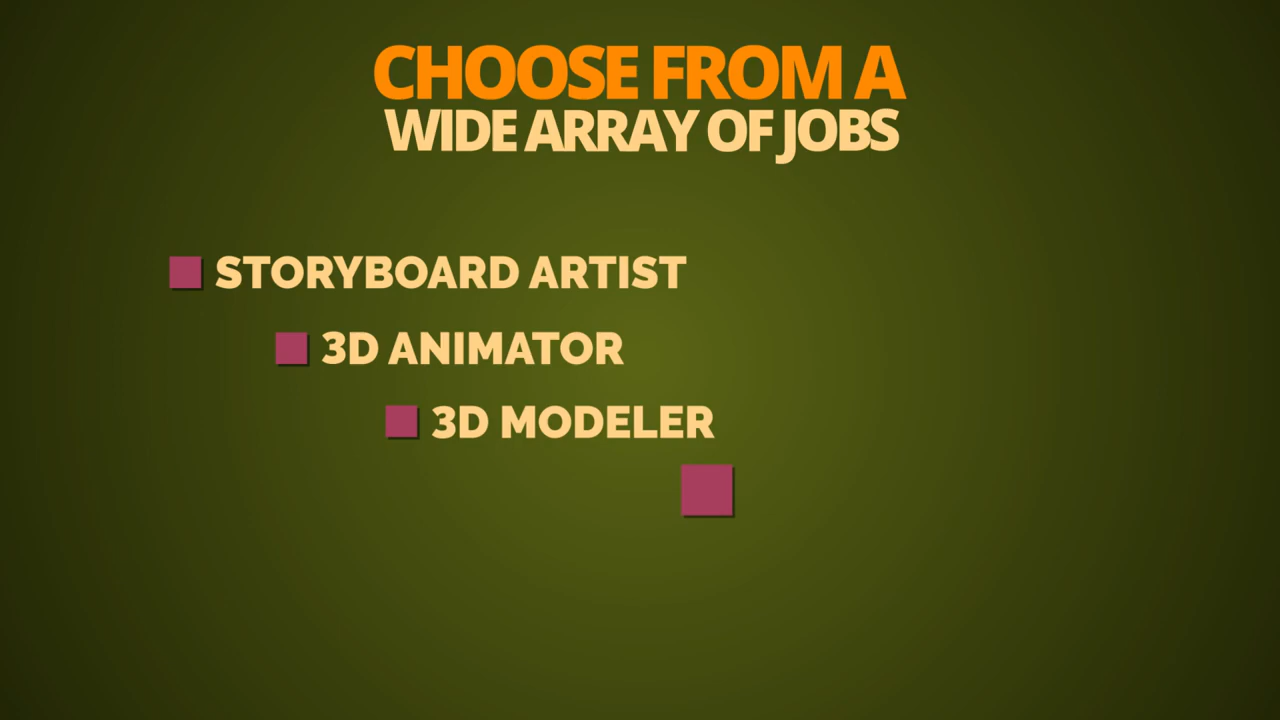 CHOOSE FROM A
WIDE ARRAY OF JOBS
STORYBOARD ARTIST
3D ANIMATOR
3D MODELER